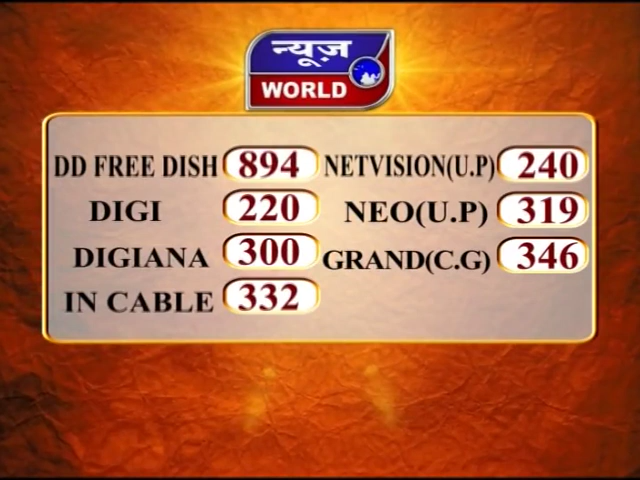 न्यूज़
WORLD
DD FREE DISH 894 NETVISION(U.P) 240
DIGI 220 NEO(U.P) 319
DIGIANA 300 GRAND(C.G) 346
IN CABLE 332